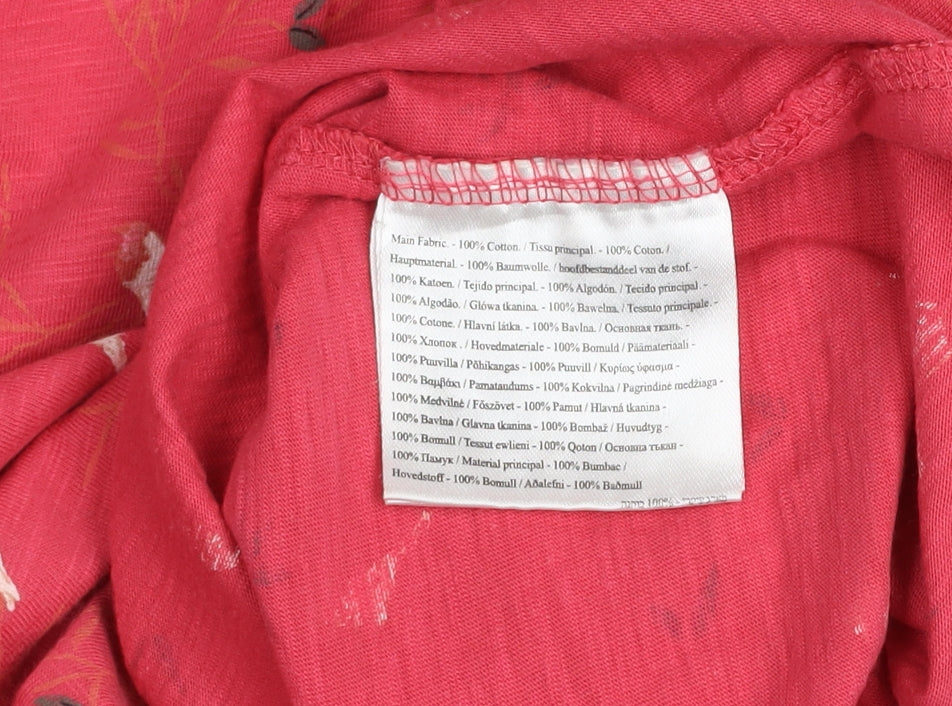 Main Fabric. - 100% Cotton. / Tissu principal. - 100% Coton. /
Hauptmaterial. - 100% Baumwolle. / hoofdbestanddeel van de stof. -
100% Katoen. / Tejido principal. - 100% Algodón. / Tecido principal. -
100% Algodão. / Główa tkanina. - 100% Bawelna. / Tessuto principale. -
100% Cotone. / Hlavní látka. - 100% Bavlna. / Основная ткань. -
100% Хлопок . / Hovedmateriale - 100% Bomuld / Päämateriaali -
100% Puuvilla / Põhikangas - 100% Puuvill / Κυρίως ύφασμα -
100% Βαμβάκι / Pamataudums - 100% Kokvilna / Pagrindinė medžiaga -
100% Medvilnė / Főszövet - 100% Pamut / Hlavná tkanina -
100% Bavlna / Glavna tkanina - 100% Bombaž / Huvudtyg -
100% Bomull / Tessut ewlieni - 100% Qoton / Основна тъкан -
100% Памук / Material principal - 100% Bumbac /
Hovedstoff - 100% Bomull / Aðalefni - 100% Baðmull
100%